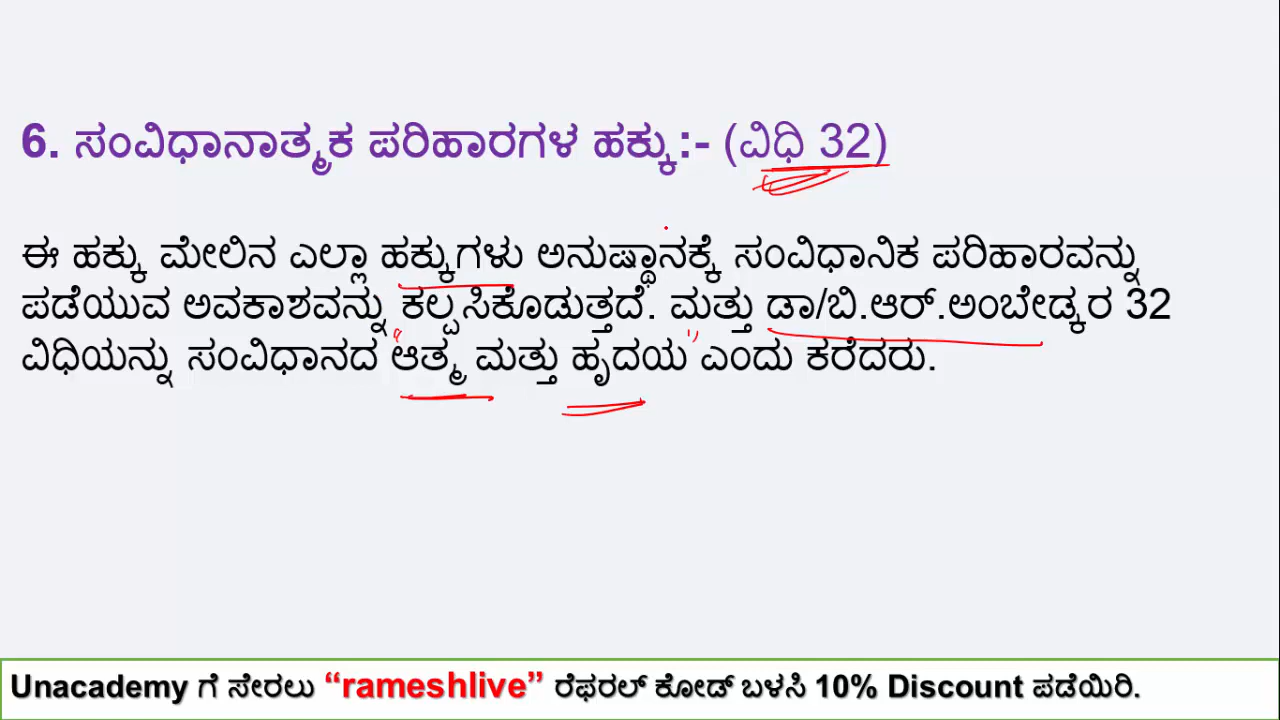 6. ಸಂವಿಧಾನಾತ್ಮಕ ಪರಿಹಾರಗಳ ಹಕ್ಕು:- (ವಿಧಿ 32)
ಈ ಹಕ್ಕು ಮೇಲಿನ ಎಲ್ಲಾ ಹಕ್ಕುಗಳು ಅನುಷ್ಠಾನಕ್ಕೆ ಸಂವಿಧಾನಿಕ ಪರಿಹಾರವನ್ನು
ಪಡೆಯುವ ಅವಕಾಶವನ್ನು ಕಲ್ಪಸಿಕೊಡುತ್ತದೆ. ಮತ್ತು ಡಾ/ಬಿ.ಆರ್.ಅಂಬೇಡ್ಕರ 32
ವಿಧಿಯನ್ನು ಸಂವಿಧಾನದ "ಆತ್ಮ ಮತ್ತು ಹೃದಯ" ಎಂದು ಕರೆದರು.
Unacademy ಗೆ ಸೇರಲು “rameshlive” ರೆಫರಲ್ ಕೋಡ್ ಬಳಸಿ 10% Discount ಪಡೆಯಿರಿ.